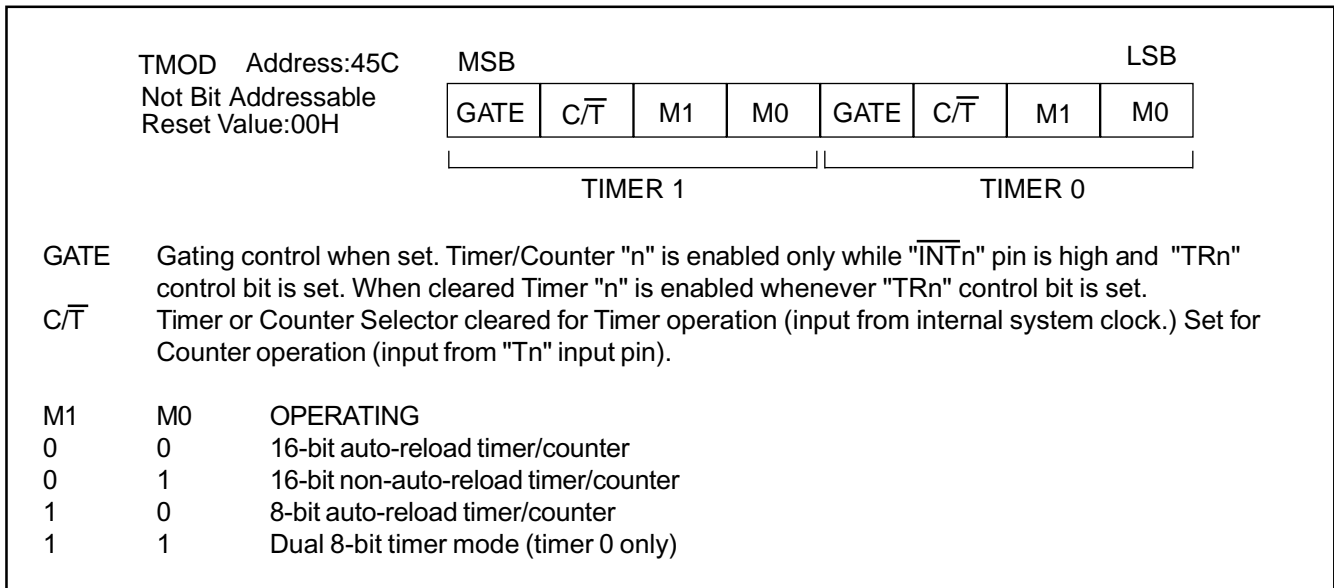 TMOD Address:45C MSB LSB
Not Bit Addressable
Reset Value:00H
GATE C/T̅ M1 M0 GATE C/T̅ M1 M0
TIMER 1 TIMER 0
GATE Gating control when set. Timer/Counter "n" is enabled only while "I̅N̅T̅n" pin is high and "TRn"
control bit is set. When cleared Timer "n" is enabled whenever "TRn" control bit is set.
C/T̅ Timer or Counter Selector cleared for Timer operation (input from internal system clock.) Set for
Counter operation (input from "Tn" input pin).
M1 M0 OPERATING
0 0 16-bit auto-reload timer/counter
0 1 16-bit non-auto-reload timer/counter
1 0 8-bit auto-reload timer/counter
1 1 Dual 8-bit timer mode (timer 0 only)